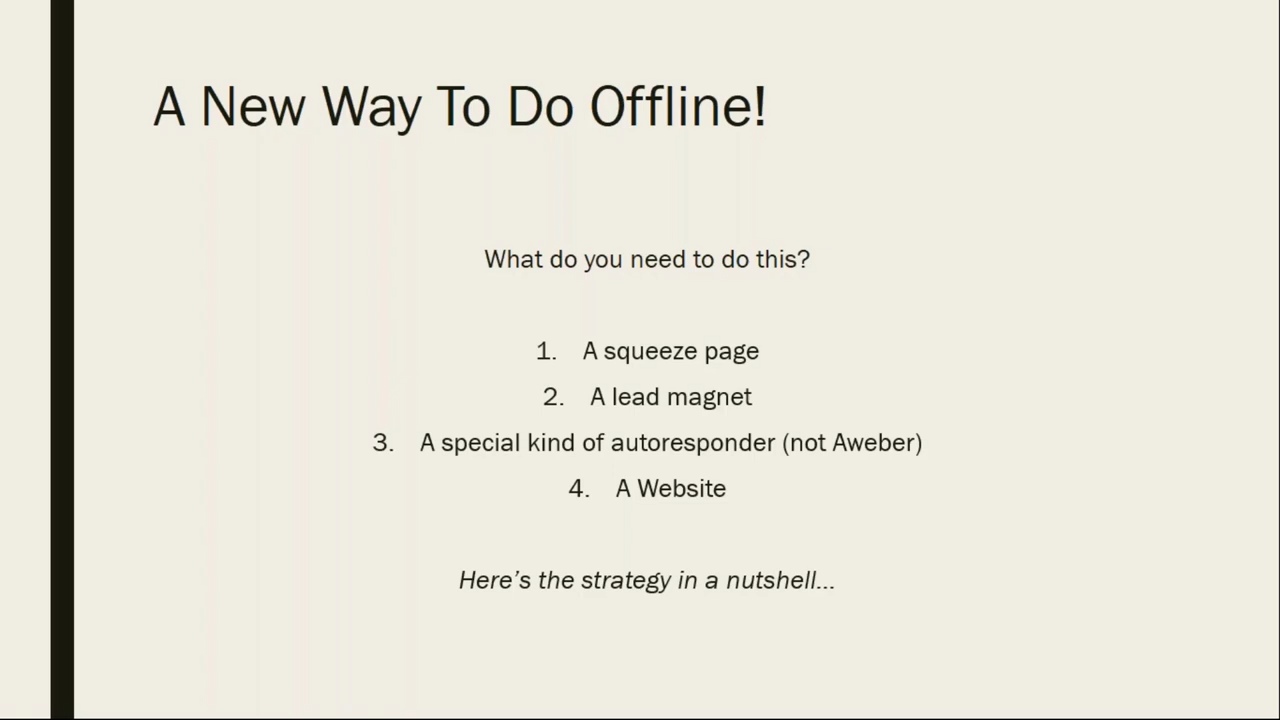 A New Way To Do Offline!
What do you need to do this?
1. A squeeze page
2. A lead magnet
3. A special kind of autoresponder (not Aweber)
4. A Website
Here’s the strategy in a nutshell…